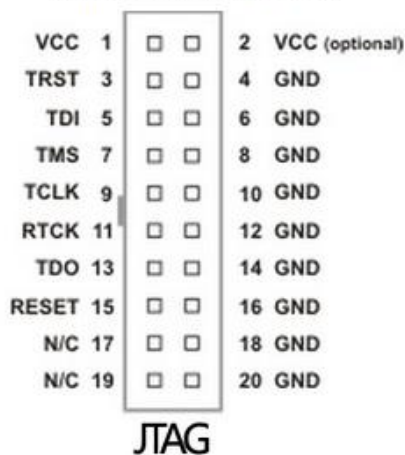 VCC 1 2 VCC (optional)
TRST 3 4 GND
TDI 5 6 GND
TMS 7 8 GND
TCLK 9 10 GND
RTCK 11 12 GND
TDO 13 14 GND
RESET 15 16 GND
N/C 17 18 GND
N/C 19 20 GND
JTAG